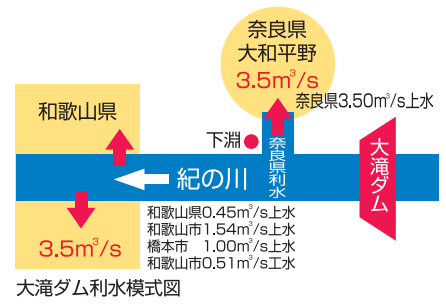 奈良県
大和平野
3.5m³/s
奈良県3.50m³/s上水
和歌山県
下淵
奈良県利水
大滝ダム
紀の川
和歌山県0.45m³/s上水
和歌山市1.54m³/s上水
橋本市　1.00m³/s上水
和歌山市0.51m³/s工水
3.5m³/s
大滝ダム利水模式図